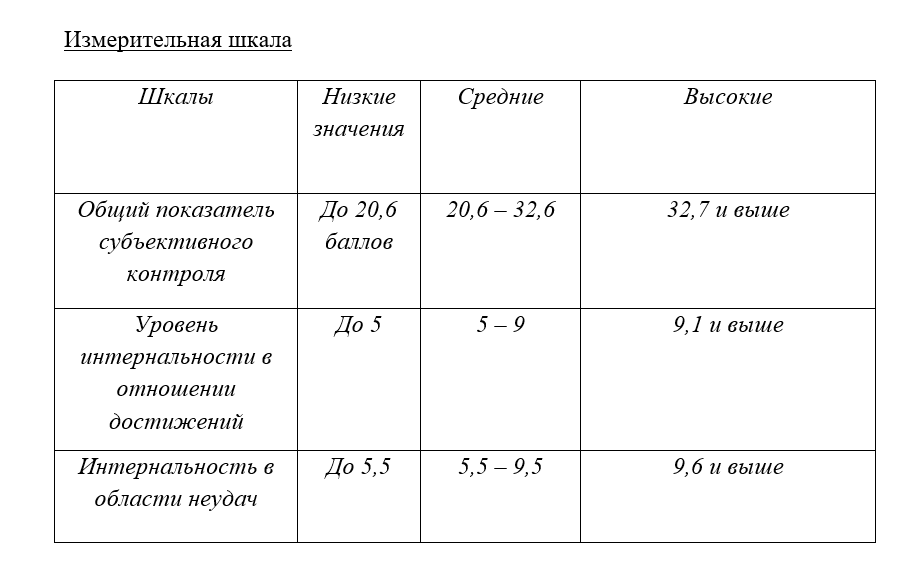 Измерительная шкала
Шкалы
Низкие
значения
Средние
Высокие
Общий показатель
субъективного
контроля
До 20,6
баллов
20,6 – 32,6
32,7 и выше
Уровень
интернальности в
отношении
достижений
До 5
5 – 9
9,1 и выше
Интернальность в
области неудач
До 5,5
5,5 – 9,5
9,6 и выше